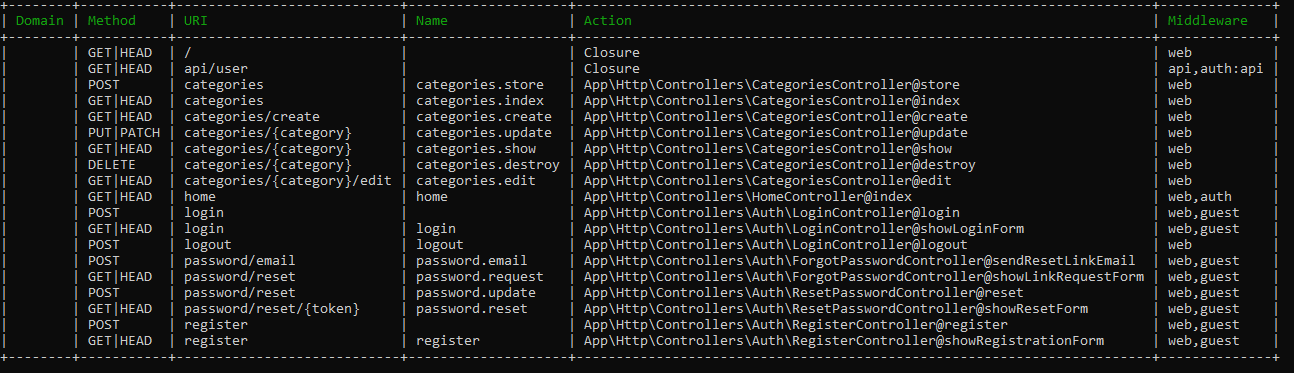 | Domain | Method | URI | Name | Action | Middleware |
| | GET|HEAD | / | | Closure | web |
| | GET|HEAD | api/user | | Closure | api,auth:api |
| | POST | categories | categories.store | App\Http\Controllers\CategoriesController@store | web |
| | GET|HEAD | categories | categories.index | App\Http\Controllers\CategoriesController@index | web |
| | GET|HEAD | categories/create | categories.create | App\Http\Controllers\CategoriesController@create | web |
| | PUT|PATCH | categories/{category} | categories.update | App\Http\Controllers\CategoriesController@update | web |
| | GET|HEAD | categories/{category} | categories.show | App\Http\Controllers\CategoriesController@show | web |
| | DELETE | categories/{category} | categories.destroy | App\Http\Controllers\CategoriesController@destroy | web |
| | GET|HEAD | categories/{category}/edit | categories.edit | App\Http\Controllers\CategoriesController@edit | web |
| | GET|HEAD | home | home | App\Http\Controllers\HomeController@index | web,auth |
| | POST | login | | App\Http\Controllers\Auth\LoginController@login | web,guest |
| | GET|HEAD | login | login | App\Http\Controllers\Auth\LoginController@showLoginForm | web,guest |
| | POST | logout | logout | App\Http\Controllers\Auth\LoginController@logout | web |
| | POST | password/email | password.email | App\Http\Controllers\Auth\ForgotPasswordController@sendResetLinkEmail | web,guest |
| | GET|HEAD | password/reset | password.request | App\Http\Controllers\Auth\ForgotPasswordController@showLinkRequestForm | web,guest |
| | POST | password/reset | password.update | App\Http\Controllers\Auth\ResetPasswordController@reset | web,guest |
| | GET|HEAD | password/reset/{token} | password.reset | App\Http\Controllers\Auth\ResetPasswordController@showResetForm | web,guest |
| | POST | register | | App\Http\Controllers\Auth\RegisterController@register | web,guest |
| | GET|HEAD | register | register | App\Http\Controllers\Auth\RegisterController@showRegistrationForm | web,guest |